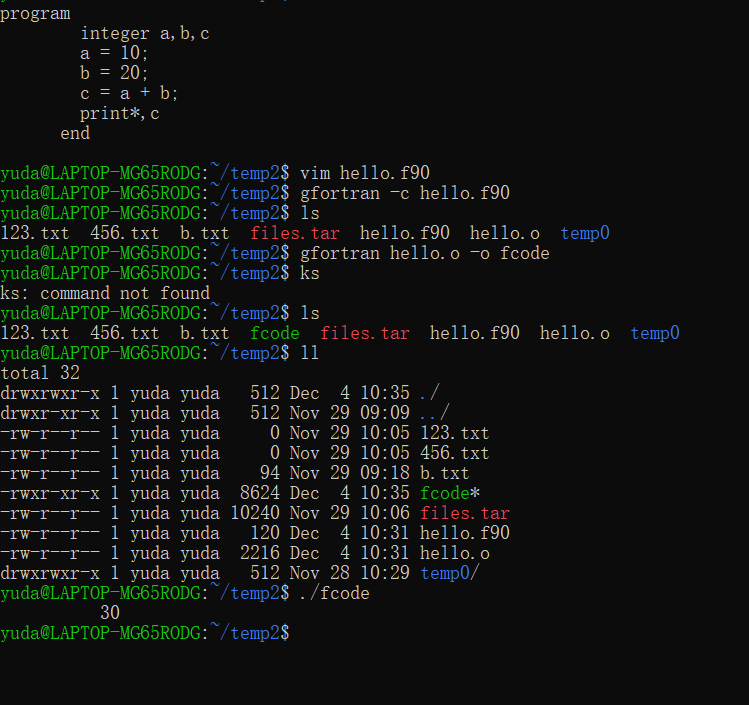 program
        integer a,b,c
        a = 10;
        b = 20;
        c = a + b;
        print*,c
      end
yuda@LAPTOP-MG65RODG:~/temp2$ vim hello.f90
yuda@LAPTOP-MG65RODG:~/temp2$ gfortran -c hello.f90
yuda@LAPTOP-MG65RODG:~/temp2$ ls
123.txt  456.txt  b.txt  files.tar  hello.f90  hello.o  temp0
yuda@LAPTOP-MG65RODG:~/temp2$ gfortran hello.o -o fcode
yuda@LAPTOP-MG65RODG:~/temp2$ ks
ks: command not found
yuda@LAPTOP-MG65RODG:~/temp2$ ls
123.txt  456.txt  b.txt  fcode  files.tar  hello.f90  hello.o  temp0
yuda@LAPTOP-MG65RODG:~/temp2$ ll
total 32
drwxrwxr-x 1 yuda yuda   512 Dec  4 10:35 ./
drwxr-xr-x 1 yuda yuda   512 Nov 29 09:09 ../
-rw-r--r-- 1 yuda yuda     0 Nov 29 10:05 123.txt
-rw-r--r-- 1 yuda yuda     0 Nov 29 10:05 456.txt
-rw-r--r-- 1 yuda yuda    94 Nov 29 09:18 b.txt
-rwxr-xr-x 1 yuda yuda  8624 Dec  4 10:35 fcode*
-rw-r--r-- 1 yuda yuda 10240 Nov 29 10:06 files.tar
-rw-r--r-- 1 yuda yuda   120 Dec  4 10:31 hello.f90
-rw-r--r-- 1 yuda yuda  2216 Dec  4 10:31 hello.o
drwxrwxr-x 1 yuda yuda   512 Nov 28 10:29 temp0/
yuda@LAPTOP-MG65RODG:~/temp2$ ./fcode
          30
yuda@LAPTOP-MG65RODG:~/temp2$